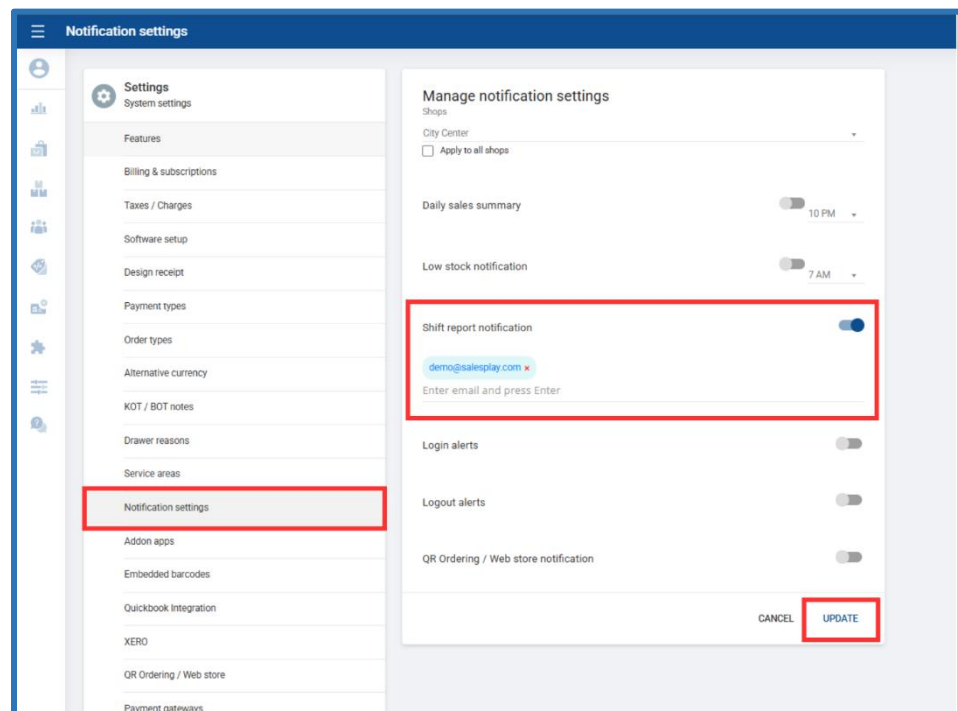 Notification settings
Settings
System settings
Features
Billing & subscriptions
Taxes / Charges
Software setup
Design receipt
Payment types
Order types
Alternative currency
KOT / BOT notes
Drawer reasons
Service areas
Notification settings
Addon apps
Embedded barcodes
Quickbook Integration
XERO
QR Ordering / Web store
Payment gateways
Manage notification settings
Shops
City Center
Apply to all shops
Daily sales summary
10 PM
Low stock notification
7 AM
Shift report notification
demo@salesplay.com ×
Enter email and press Enter
Login alerts
Logout alerts
QR Ordering / Web store notification
CANCEL UPDATE